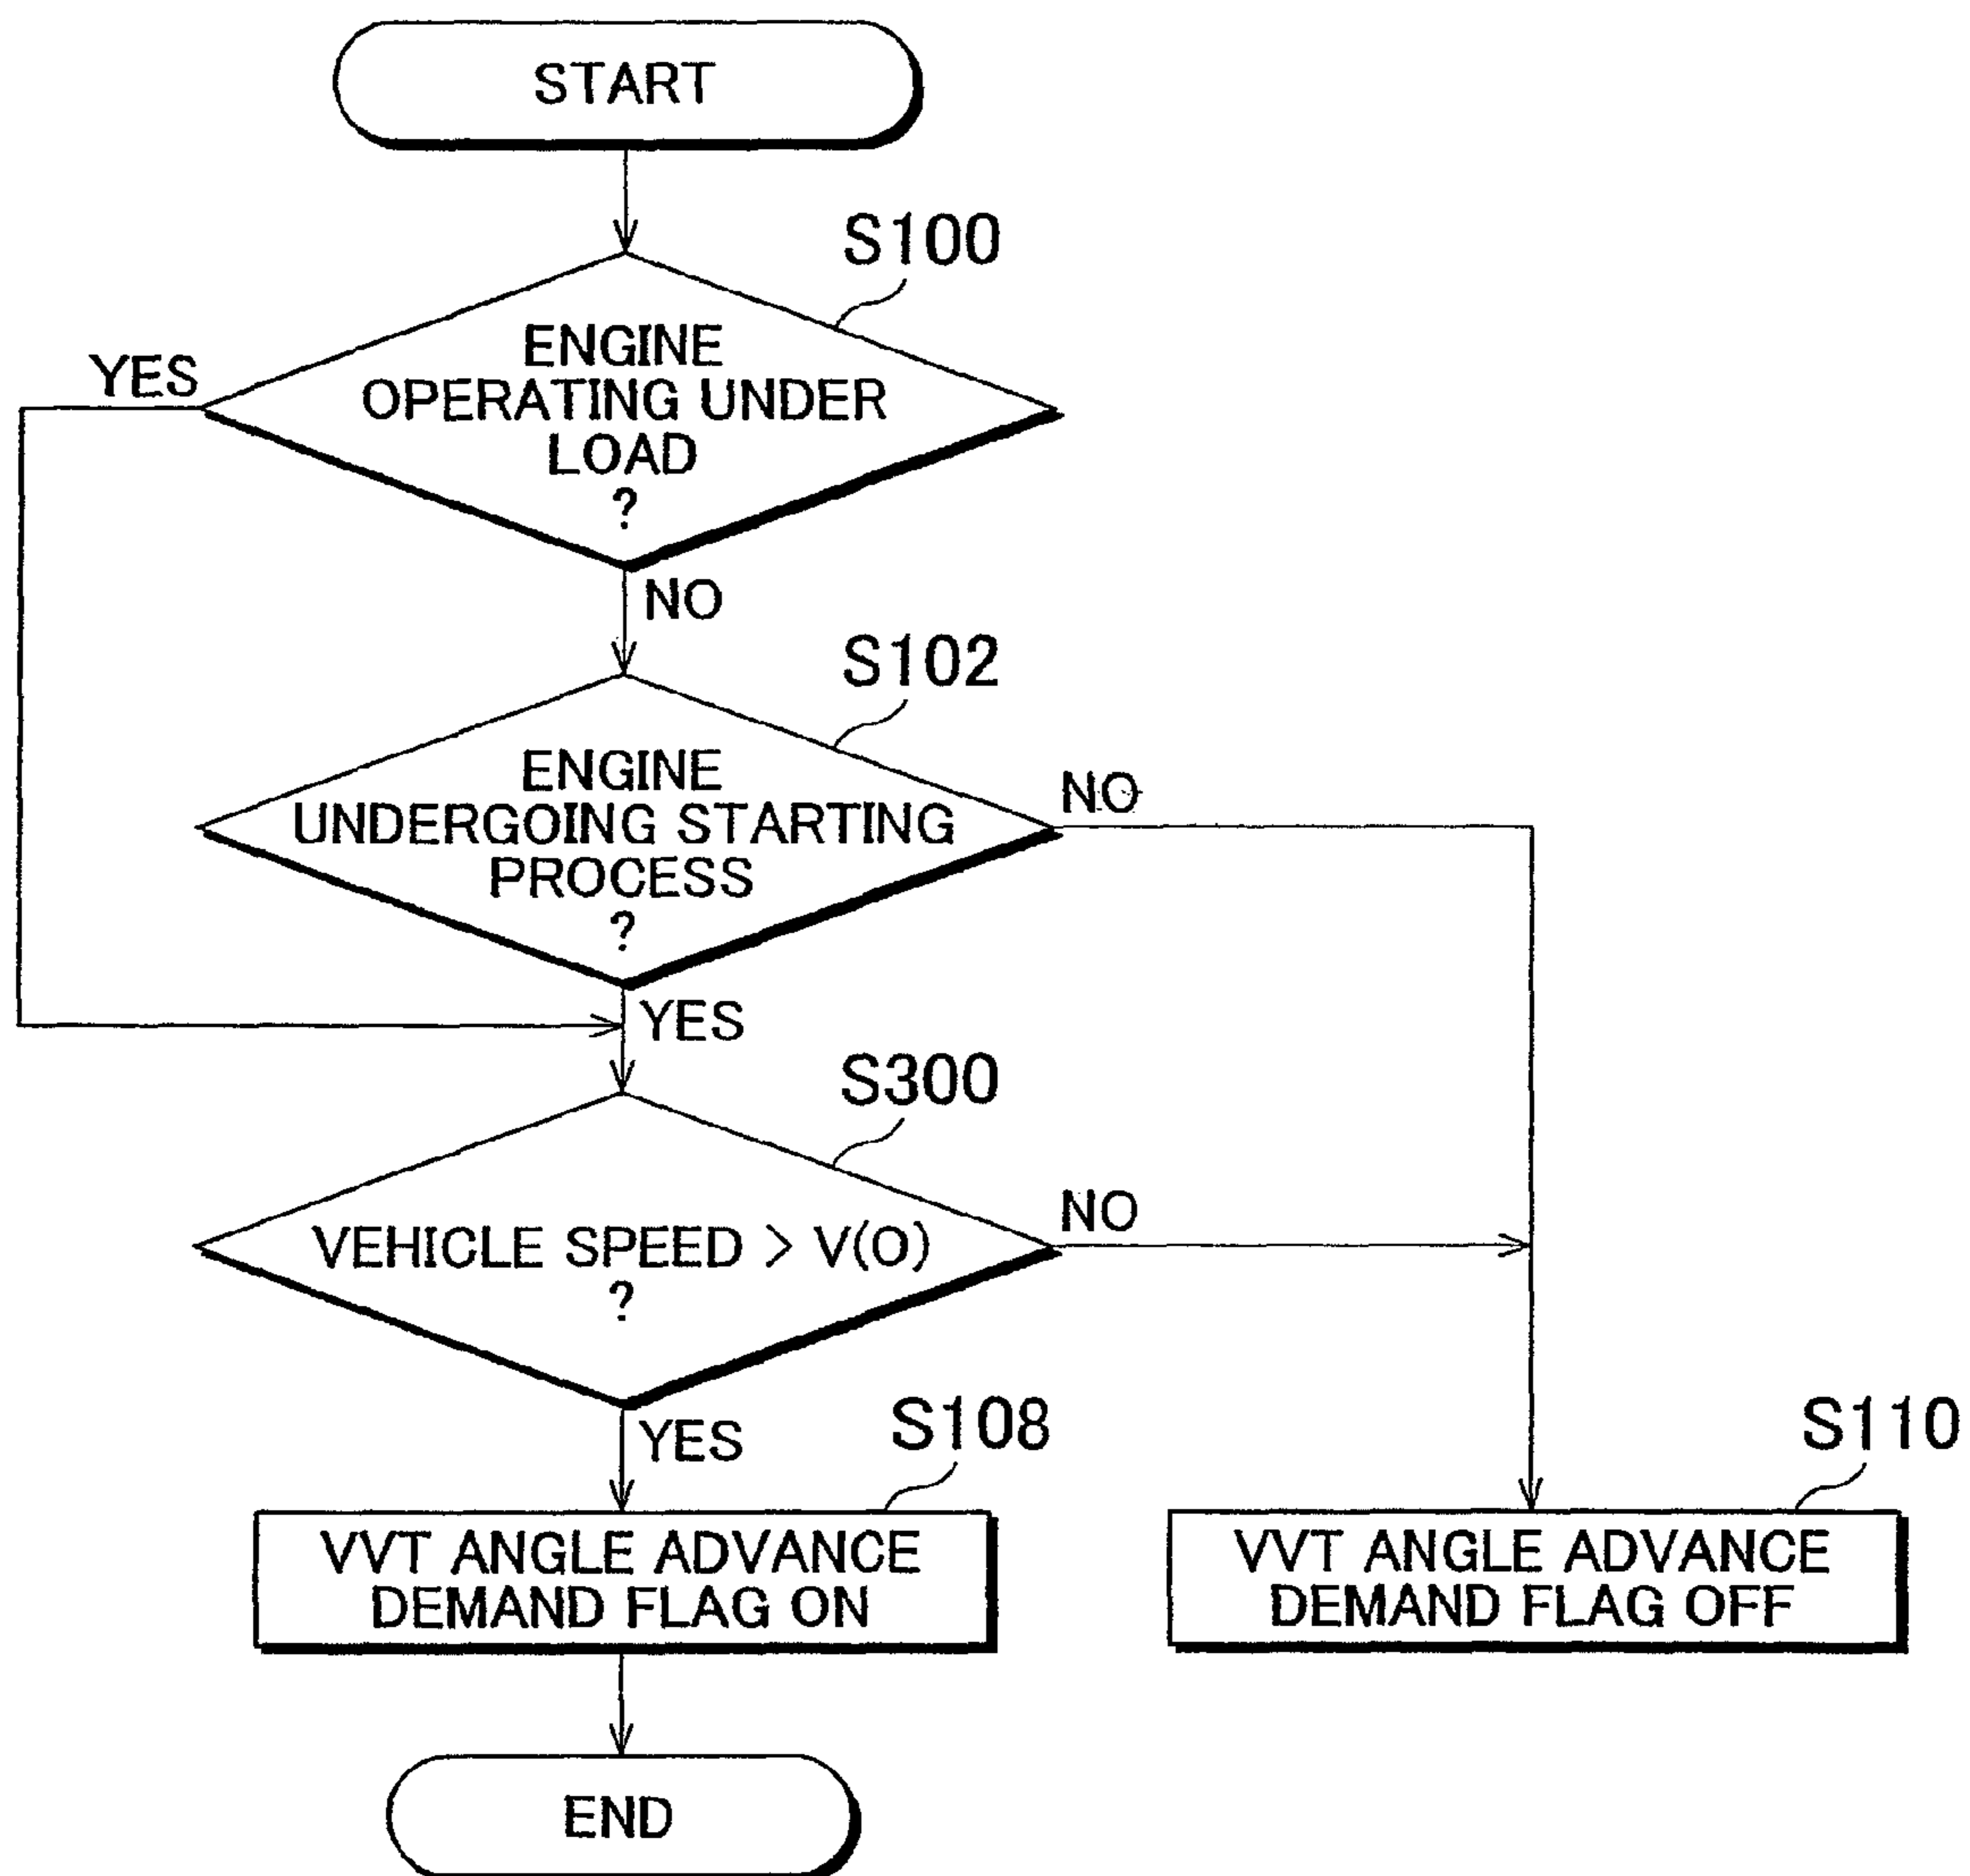 START
S100
YES
ENGINE
OPERATING UNDER
LOAD
?
NO
S102
ENGINE
UNDERGOING STARTING
PROCESS
?
NO
YES
S300
VEHICLE SPEED > V(O)
?
NO
YES
S108
S110
VVT ANGLE ADVANCE
DEMAND FLAG ON
VVT ANGLE ADVANCE
DEMAND FLAG OFF
END